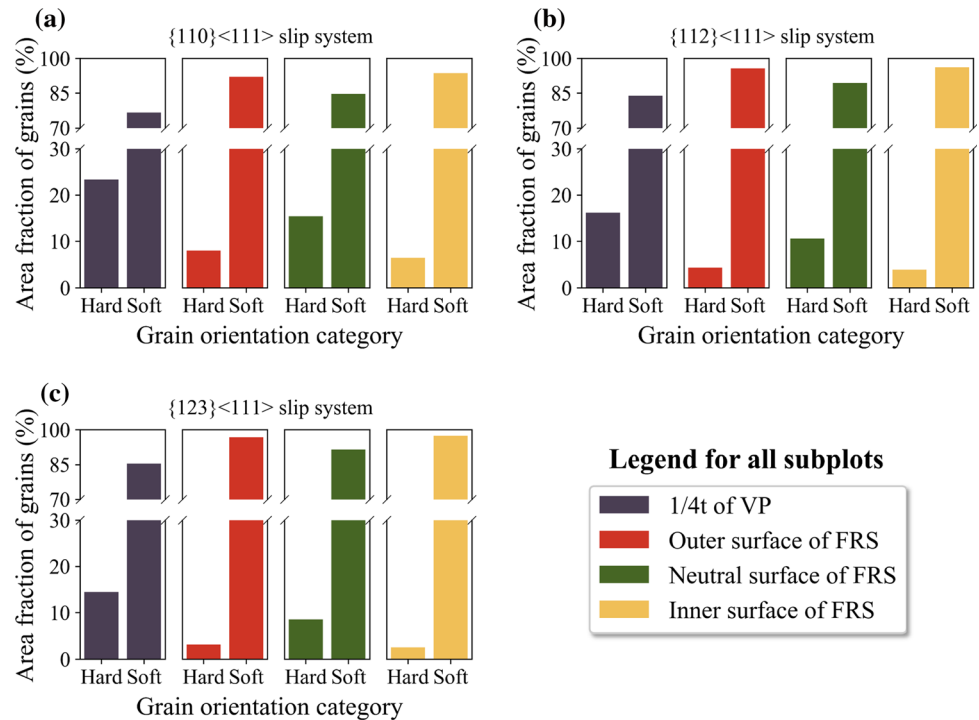 (a)
{110}<111> slip system
Area fraction of grains (%)
100
85
70
30
20
10
0
Hard Soft Hard Soft Hard Soft Hard Soft
Grain orientation category
(b)
{112}<111> slip system
Area fraction of grains (%)
100
85
70
30
20
10
0
Hard Soft Hard Soft Hard Soft Hard Soft
Grain orientation category
(c)
{123}<111> slip system
Area fraction of grains (%)
100
85
70
30
20
10
0
Hard Soft Hard Soft Hard Soft Hard Soft
Grain orientation category
Legend for all subplots
1/4t of VP
Outer surface of FRS
Neutral surface of FRS
Inner surface of FRS